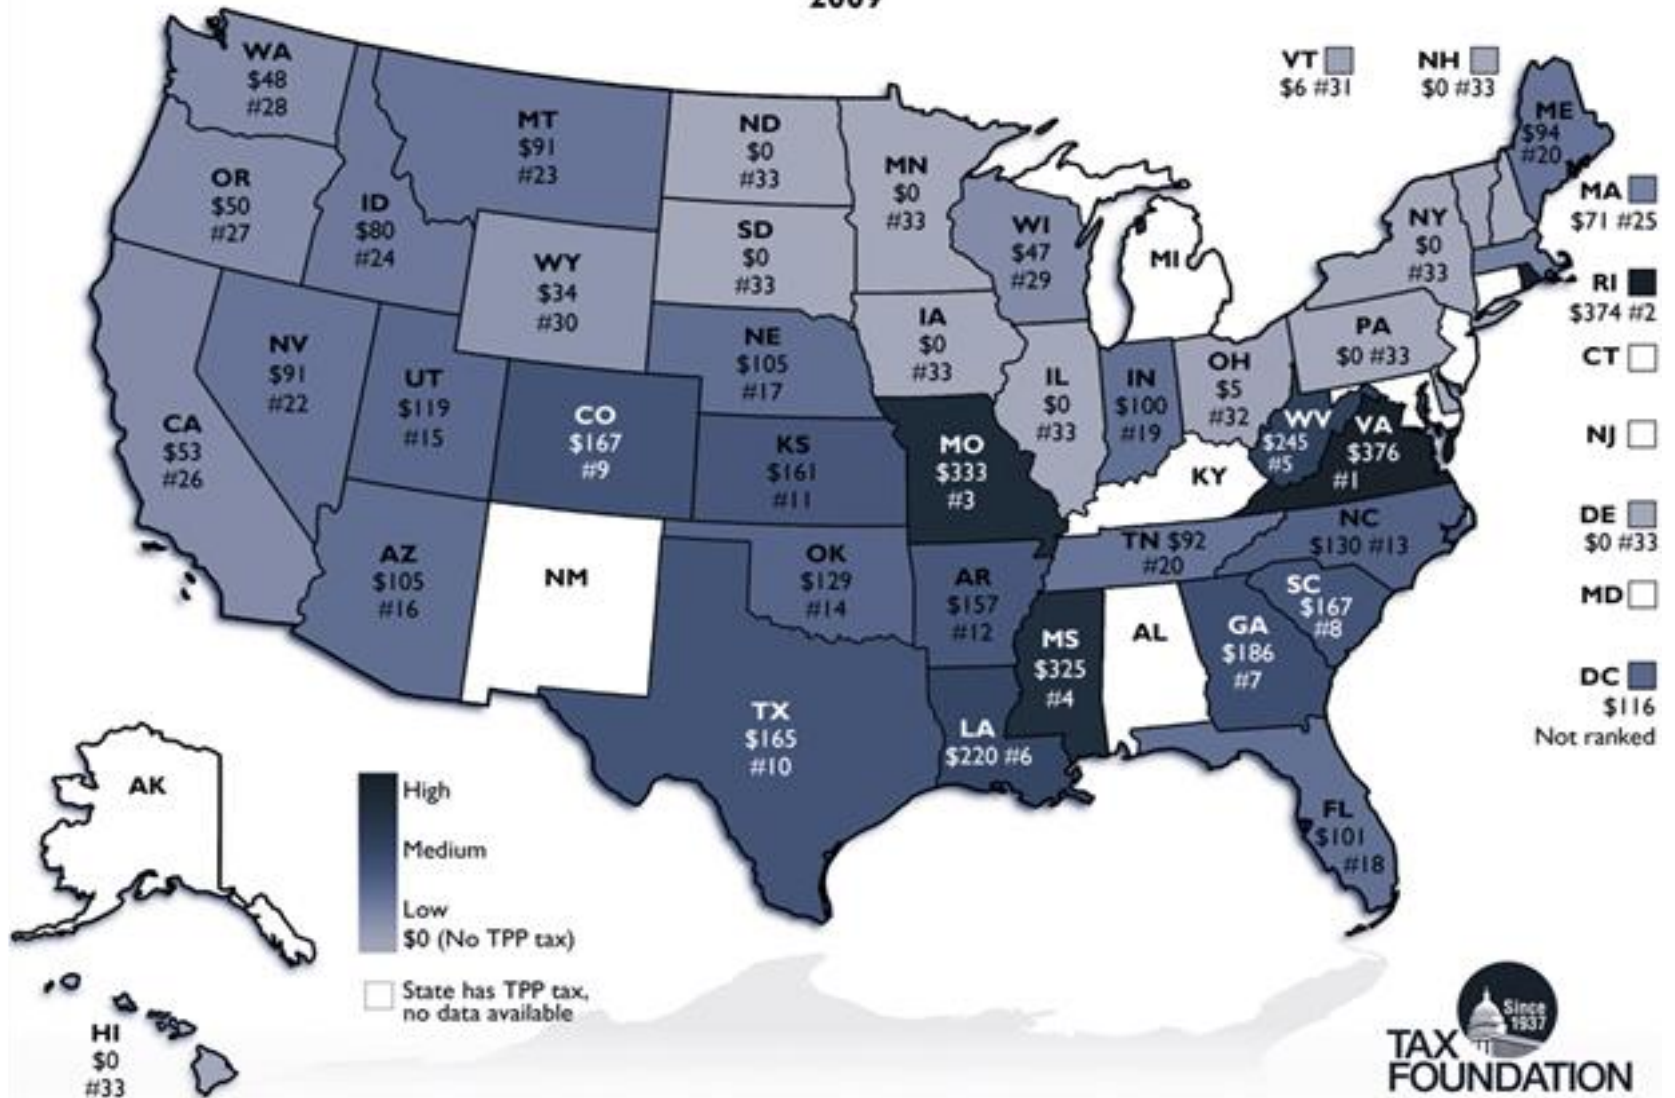 2009
WA
$48
#28
MT
$91
#23
ND
$0
#33
MN
$0
#33
VT
$6 #31
NH
$0 #33
ME
$94
#20
OR
$50
#27
ID
$80
#24
WY
$34
#30
SD
$0
#33
WI
$47
#29
MI
NY
$0
#33
MA
$71 #25
RI
$374 #2
CT
NJ
DE
$0 #33
MD
DC
$116
Not ranked
CA
$53
#26
NV
$91
#22
UT
$119
#15
CO
$167
#9
NE
$105
#17
KS
$161
#11
IA
$0
#33
MO
$333
#3
IL
$0
#33
IN
$100
#19
OH
$5
#32
PA
$0 #33
WV
$245
#5
VA
$376
#1
KY
AZ
$105
#16
NM
OK
$129
#14
AR
$157
#12
TN $92
#20
NC
$130 #13
SC
$167
#8
TX
$165
#10
LA
$220 #6
MS
$325
#4
AL
GA
$186
#7
FL
$101
#18
AK
HI
$0
#33
High
Medium
Low
$0 (No TPP tax)
State has TPP tax,
no data available
Since
1937
TAX
FOUNDATION